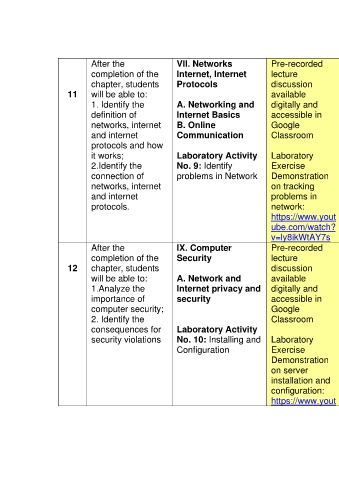 11
After the
completion of the
chapter, students
will be able to:
1. Identify the
definition of
networks, internet
and internet
protocols and how
it works;
2.Identify the
connection of
networks, internet
and internet
protocols.
VII. Networks
Internet, Internet
Protocols
A. Networking and
Internet Basics
B. Online
Communication
Laboratory Activity
No. 9: Identify
problems in Network
Pre-recorded
lecture
discussion
available
digitally and
accessible in
Google
Classroom
Laboratory
Exercise
Demonstration
on tracking
problems in
network:
https://www.yout
ube.com/watch?
v=Iy8ikWtAY7s
12
After the
completion of the
chapter, students
will be able to:
1.Analyze the
importance of
computer security;
2. Identify the
consequences for
security violations
IX. Computer
Security
A. Network and
Internet privacy and
security
Laboratory Activity
No. 10: Installing and
Configuration
Pre-recorded
lecture
discussion
available
digitally and
accessible in
Google
Classroom
Laboratory
Exercise
Demonstration
on server
installation and
configuration:
https://www.yout